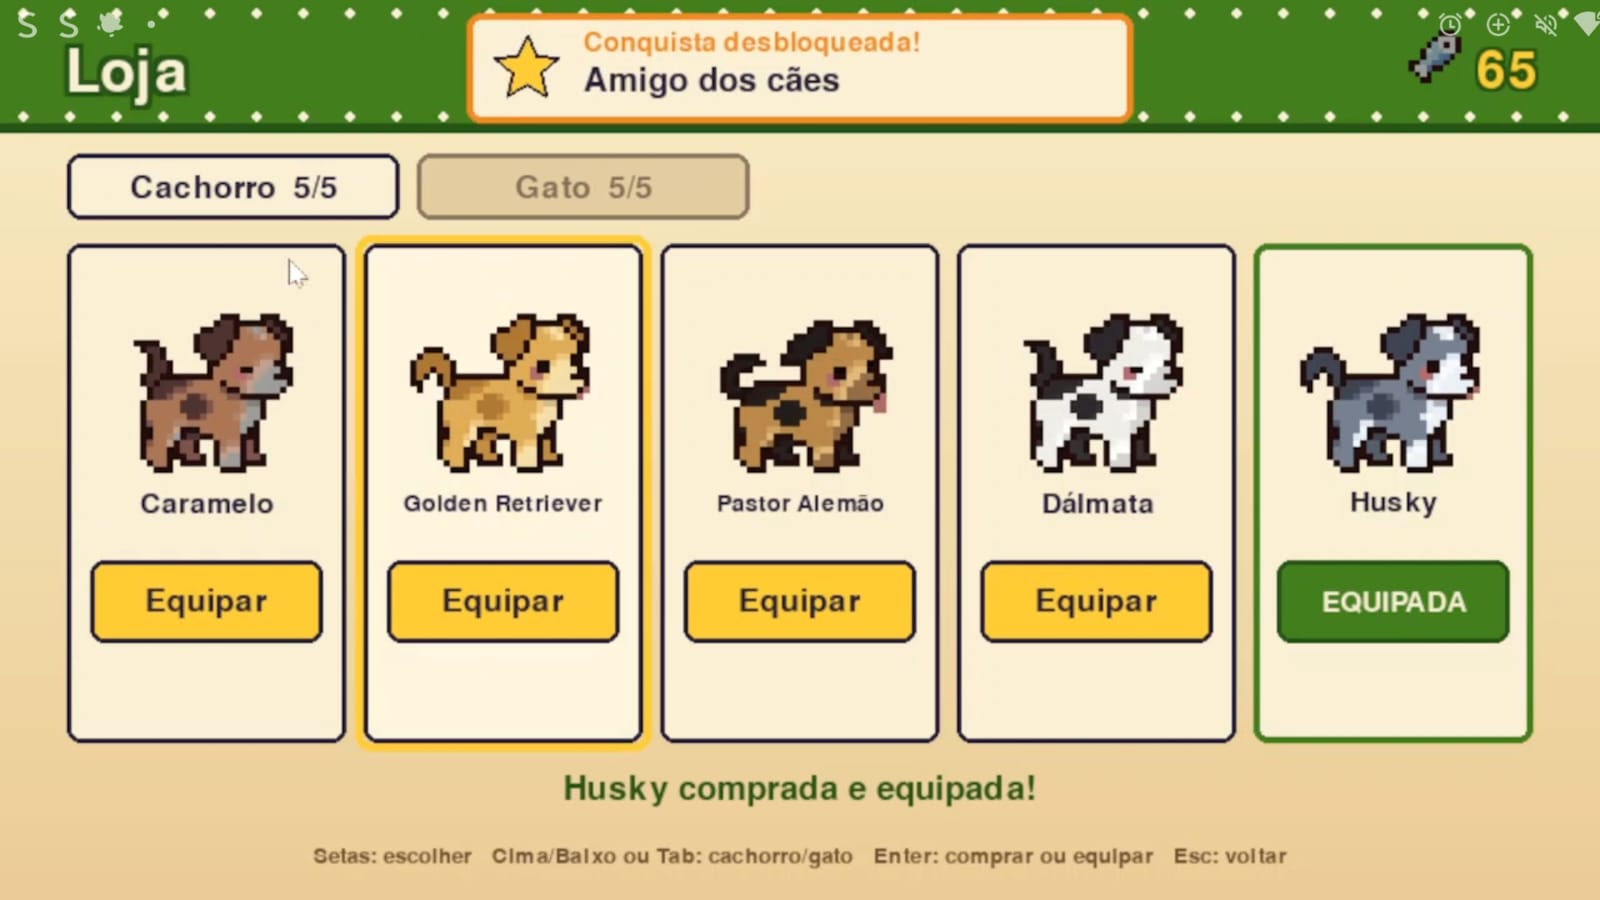 Loja
Conquista desbloqueada!
Amigo dos cães
65
Cachorro 5/5
Gato 5/5
Caramelo
Golden Retriever
Pastor Alemão
Dálmata
Husky
Equipar
Equipar
Equipar
Equipar
EQUIPADA
Husky comprada e equipada!
Setas: escolher Cima/Baixo ou Tab: cachorro/gato Enter: comprar ou equipar Esc: voltar